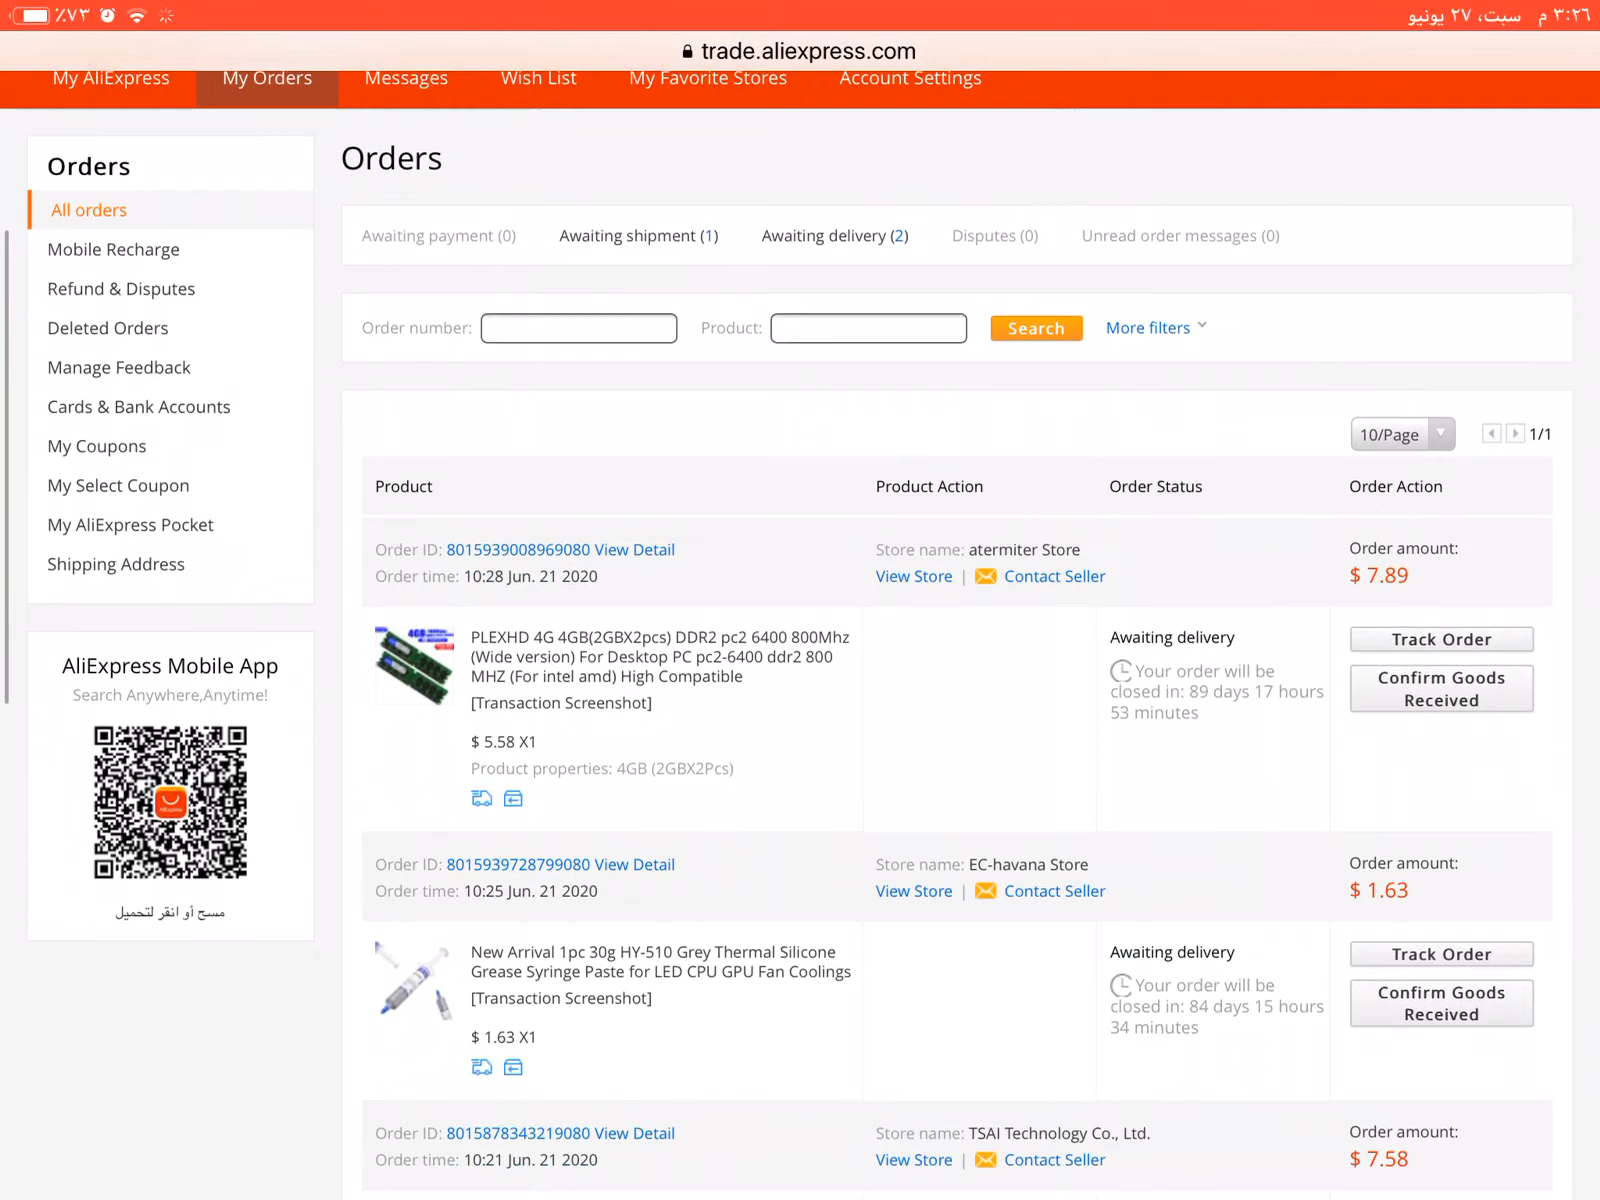 ٪٧٣
٣:٢٦ م سبت، ٢٧ يونيو
trade.aliexpress.com
My AliExpress My Orders Messages Wish List My Favorite Stores Account Settings
Orders
All orders
Mobile Recharge
Refund & Disputes
Deleted Orders
Manage Feedback
Cards & Bank Accounts
My Coupons
My Select Coupon
My AliExpress Pocket
Shipping Address
AliExpress Mobile App
Search Anywhere,Anytime!
مسح أو انقر لتحميل
Orders
Awaiting payment (0) Awaiting shipment (1) Awaiting delivery (2) Disputes (0) Unread order messages (0)
Order number: Product: Search More filters
10/Page 1/1
Product Product Action Order Status Order Action
Order ID: 8015939008969080 View Detail
Order time: 10:28 Jun. 21 2020
Store name: atermiter Store
View Store | Contact Seller
Order amount:
$ 7.89
4GB
PLEXHD 4G 4GB(2GBX2pcs) DDR2 pc2 6400 800Mhz
(Wide version) For Desktop PC pc2-6400 ddr2 800
MHZ (For intel amd) High Compatible
[Transaction Screenshot]
$ 5.58 X1
Product properties: 4GB (2GBX2Pcs)
Awaiting delivery
Your order will be
closed in: 89 days 17 hours
53 minutes
Track Order
Confirm Goods
Received
Order ID: 8015939728799080 View Detail
Order time: 10:25 Jun. 21 2020
Store name: EC-havana Store
View Store | Contact Seller
Order amount:
$ 1.63
New Arrival 1pc 30g HY-510 Grey Thermal Silicone
Grease Syringe Paste for LED CPU GPU Fan Coolings
[Transaction Screenshot]
$ 1.63 X1
Awaiting delivery
Your order will be
closed in: 84 days 15 hours
34 minutes
Track Order
Confirm Goods
Received
Order ID: 8015878343219080 View Detail
Order time: 10:21 Jun. 21 2020
Store name: TSAI Technology Co., Ltd.
View Store | Contact Seller
Order amount:
$ 7.58